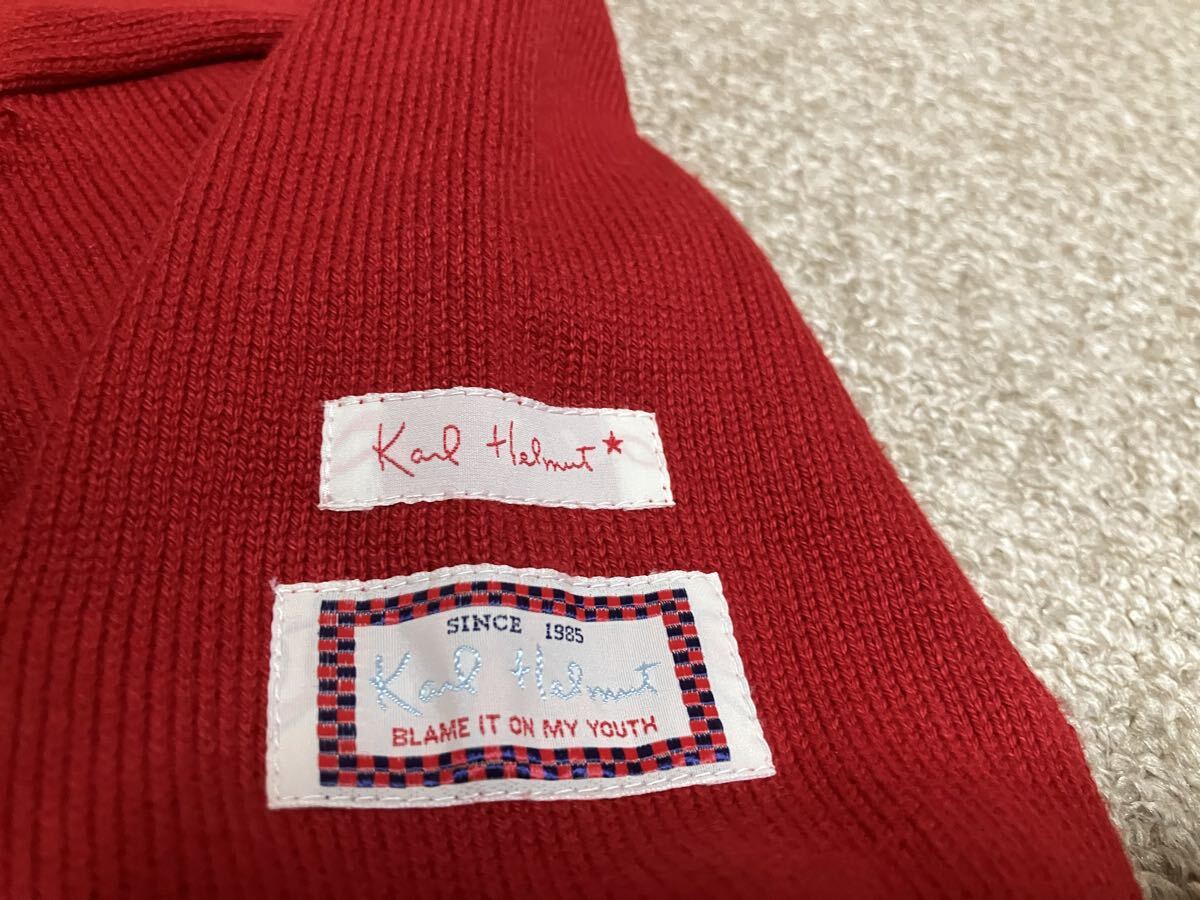 Karl Helmut★
SINCE 1985
Karl Helmut
BLAME IT ON MY YOUTH